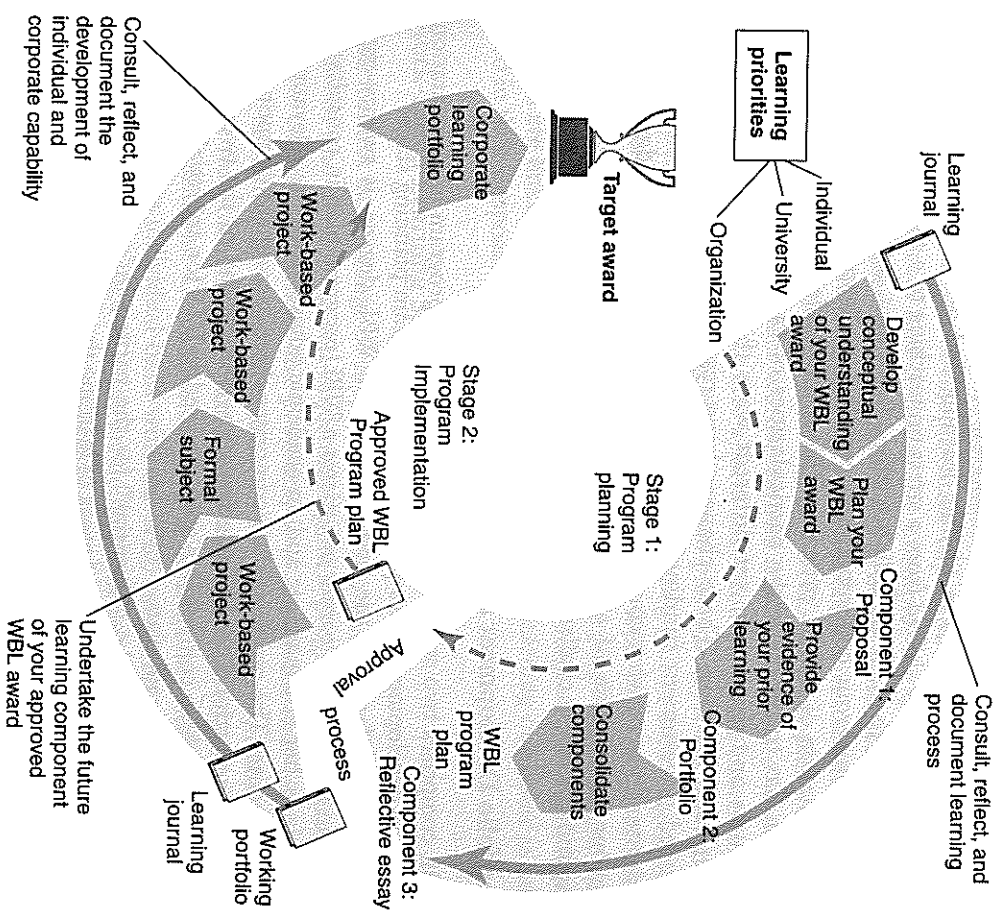 Learning
journal
Learning
priorities
Individual
University
Organization
Develop
conceptual
understanding
of your WBL
award
Plan your
WBL
award
Component 1:
Proposal
Provide
evidence of
your prior
learning
Component 2:
Portfolio
Consolidate
components
WBL
program
plan
Component 3:
Reflective essay
Consult, reflect, and
document learning
process
Stage 1:
Program
planning
Approval
process
Working
portfolio
Learning
journal
Stage 2:
Program
Implementation
Approved WBL
Program plan
Work-based
project
Formal
subject
Work-based
project
Work-based
project
Undertake the future
learning component
of your approved
WBL award
Consult, reflect, and
document the
development of
individual and
corporate capability
Corporate
learning
portfolio
Target award